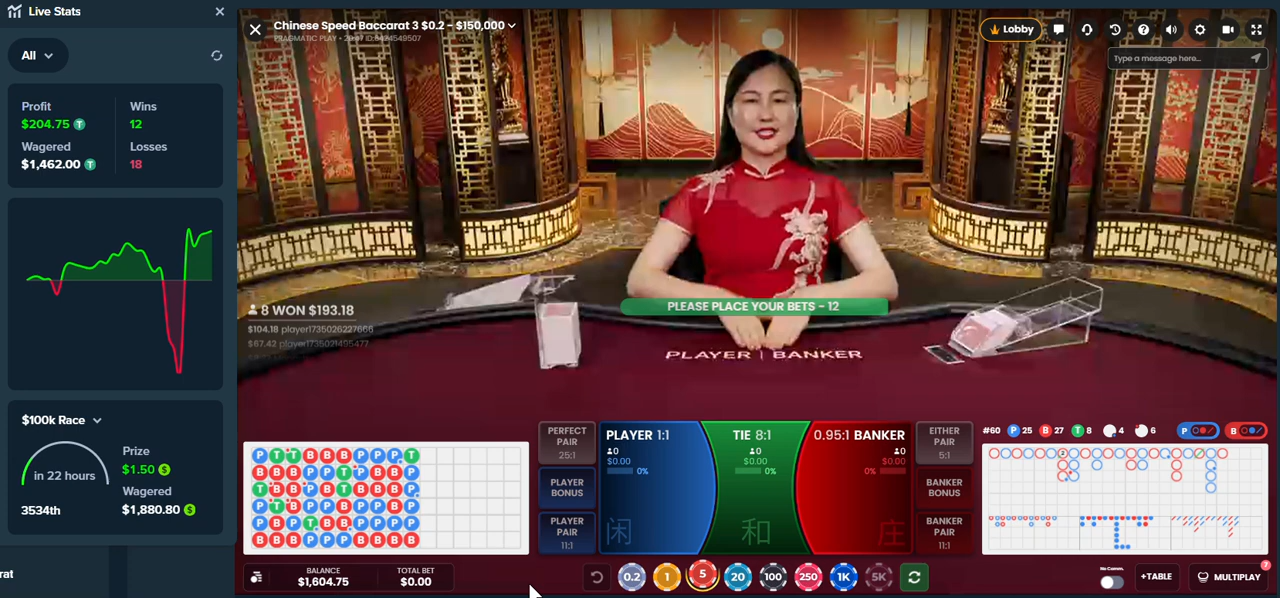 Live Stats
All
Profit
$204.75
Wins
12
Wagered
$1,462.00
Losses
18
$100k Race
in 22 hours
Prize
$1.50
Wagered
3534th
$1,880.80
rat
Chinese Speed Baccarat 3 $0.2 – $150,000
PRAGMATIC PLAY •
Lobby
Type a message here...
8 WON $193.18
$104.18 player1735026227666
$67.42 player1735021495477
PLEASE PLACE YOUR BETS - 12
PLAYER | BANKER
P T T B B B P P P T
B B B P P T P B B P
T B B P B T B B B P
P T B P P B P P B P
P B P T B B P P P P
B B B P P P B B B B
PERFECT PAIR 25:1
PLAYER BONUS
PLAYER PAIR 11:1
PLAYER 1:1
0
$0.00
0%
闲
TIE 8:1
0
$0.00
0%
和
0.95:1 BANKER
0
$0.00
0%
庄
EITHER PAIR 5:1
BANKER BONUS
BANKER PAIR 11:1
#60 P 25 B 27 T 8 4 6 P B
BALANCE
$1,604.75
TOTAL BET
$0.00
0.2 1 5 20 100 250 1K 5K
No Comm.
+TABLE
MULTIPLAY
7